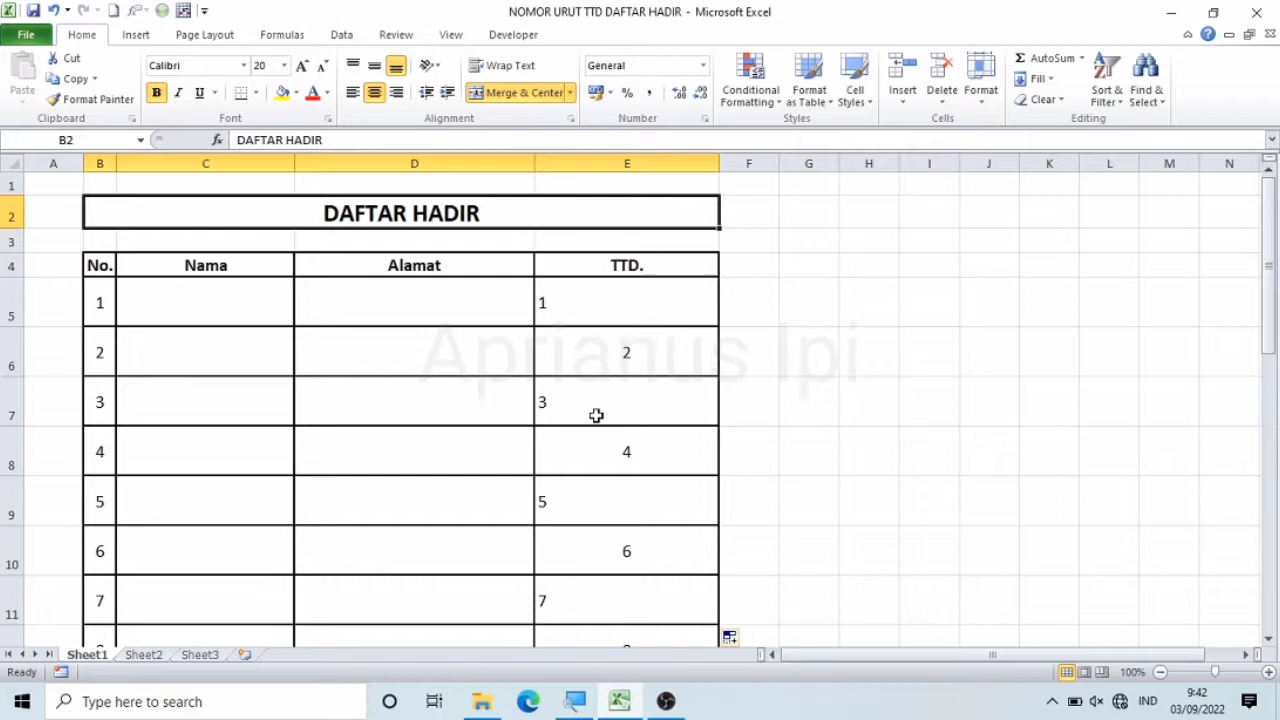 NOMOR URUT TTD DAFTAR HADIR - Microsoft Excel
File Home Insert Page Layout Formulas Data Review View Developer
Paste
Cut
Copy
Format Painter
Clipboard
Calibri 20
B I U
Font
Wrap Text
Merge & Center
Alignment
General
Number
Conditional Formatting
Format as Table
Cell Styles
Styles
Insert Delete Format
Cells
AutoSum
Fill
Clear
Sort & Filter
Find & Select
Editing
B2 fx DAFTAR HADIR
A B C D E F G H I J K L M N
1
2 DAFTAR HADIR
3
4 No. Nama Alamat TTD.
5 1 1
6 2 2
7 3 3
8 4 4
9 5 5
10 6 6
11 7 7
Aprianus Ipi
Sheet1 Sheet2 Sheet3
Ready 100%
Type here to search
IND
9:42
03/09/2022